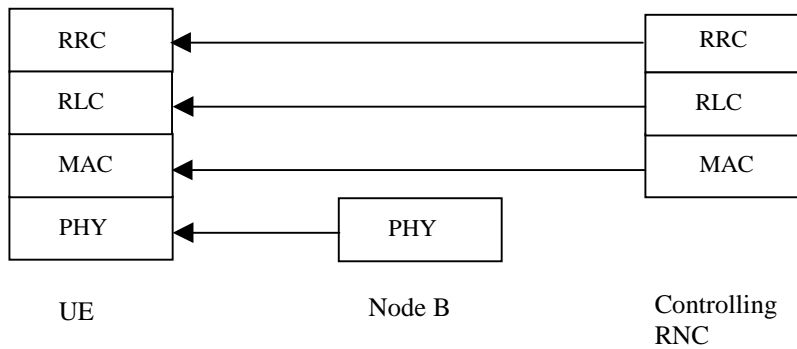 RRC RRC
RLC RLC
MAC MAC
PHY PHY
UE Node B Controlling
RNC